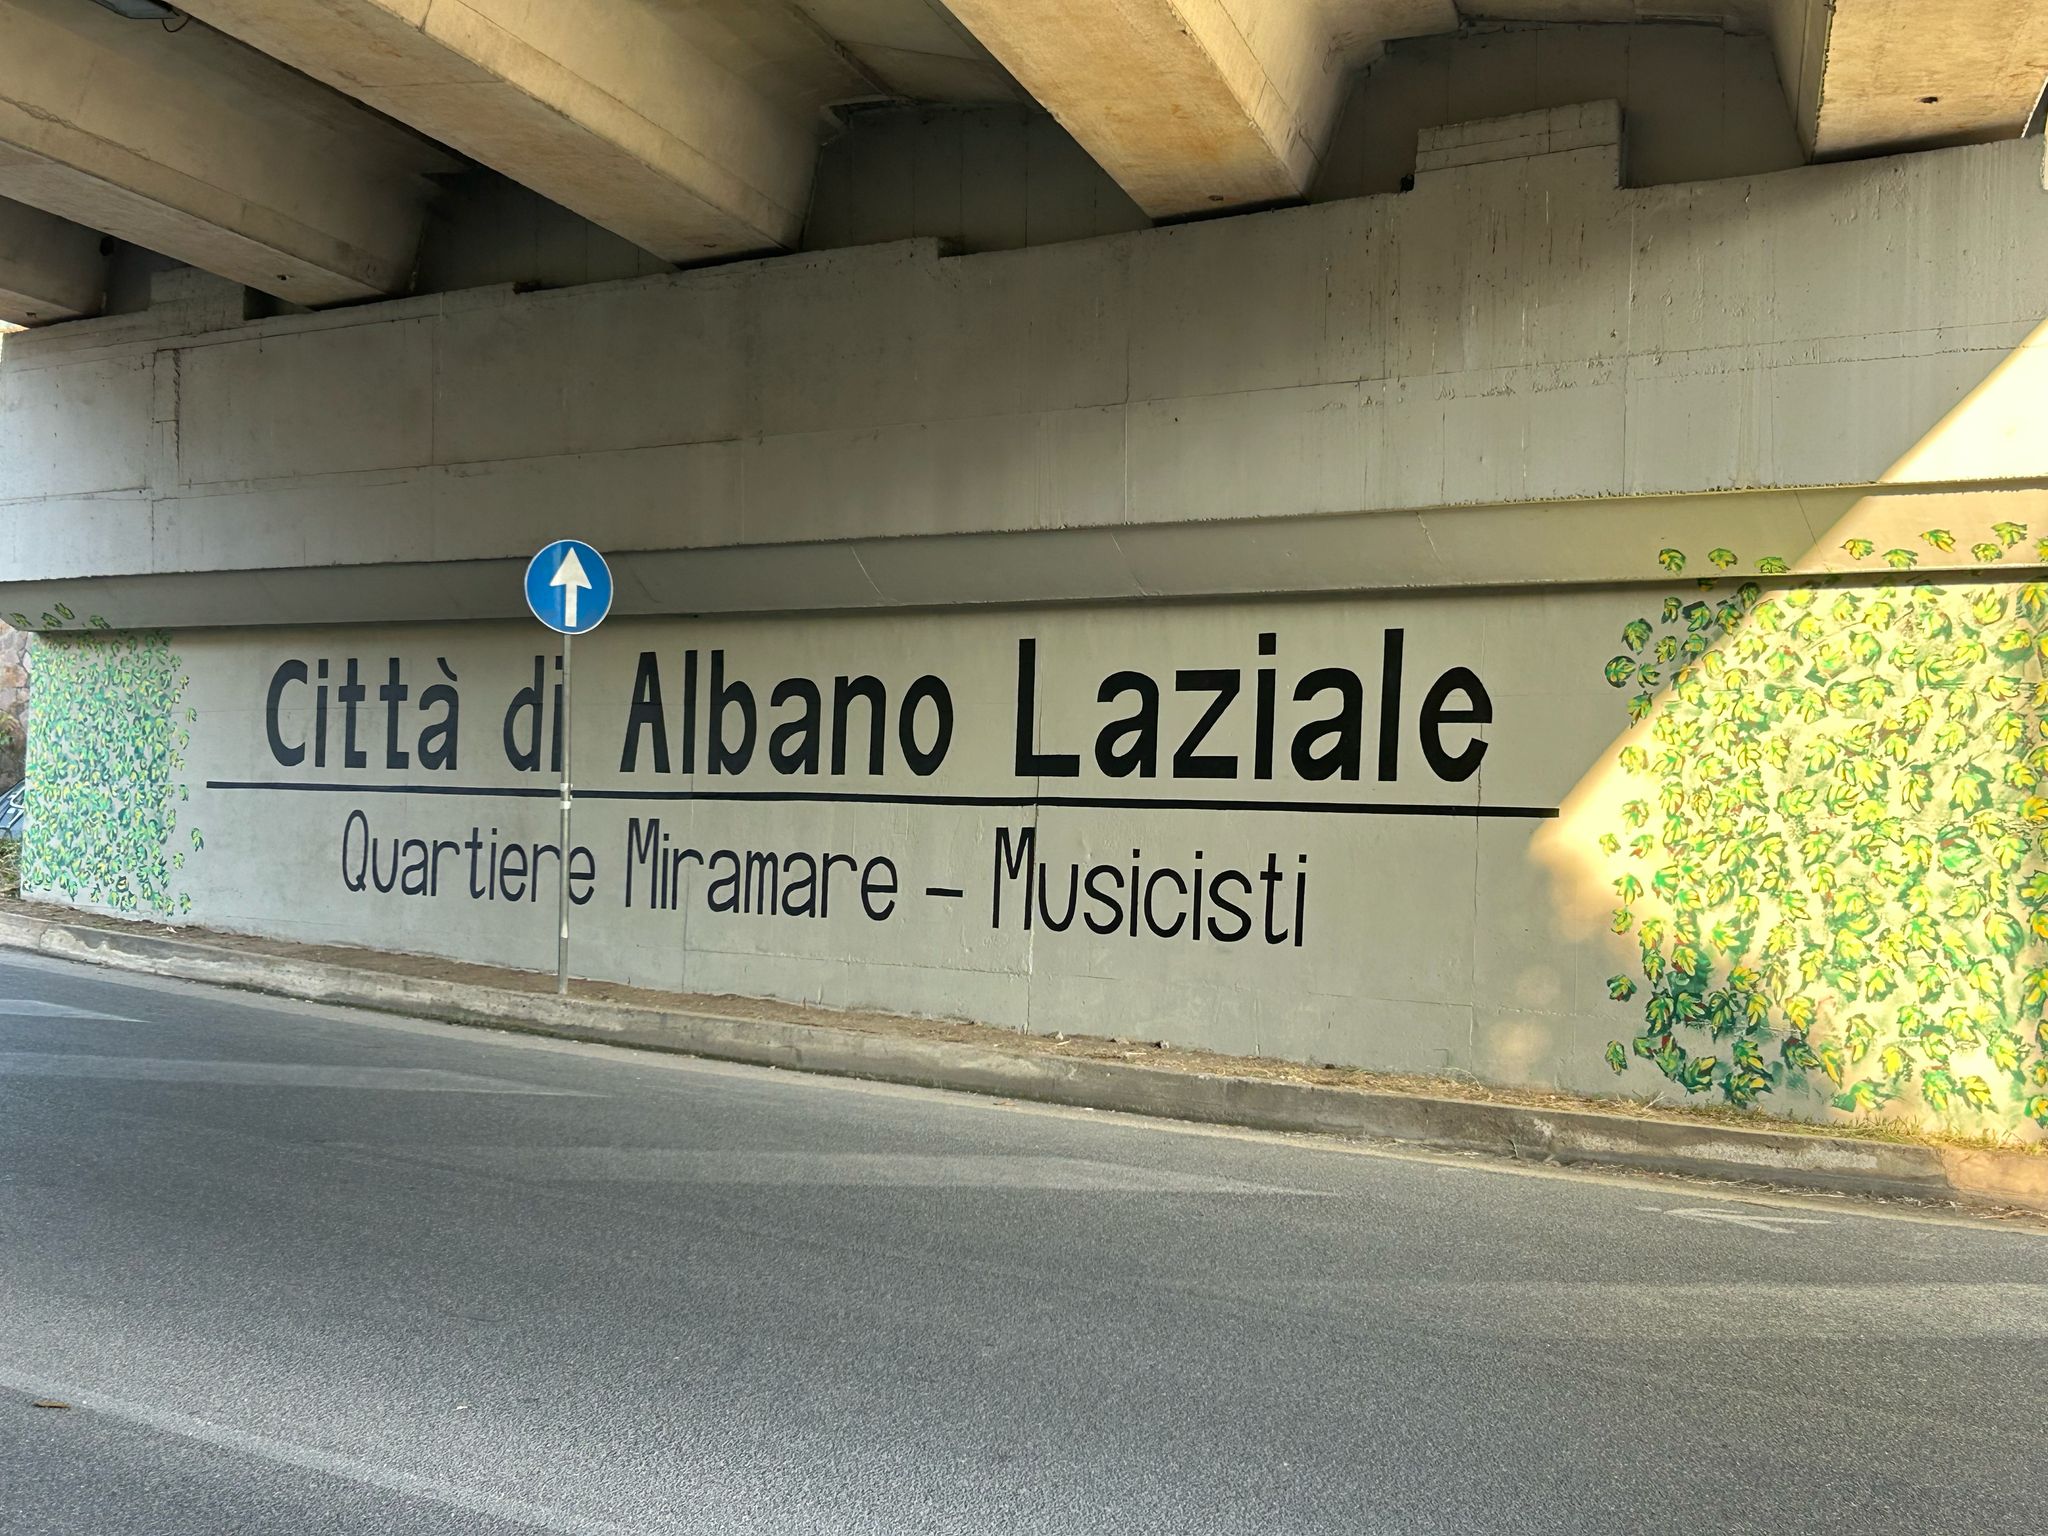 Città di Albano Laziale
Quartiere Miramare - Musicisti